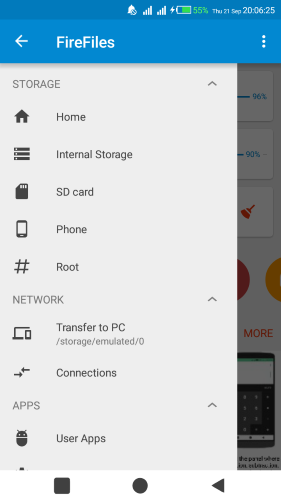 55% Thu 21 Sep 20:06:25
FireFiles
STORAGE
96%
Home
Internal Storage
90%
SD card
Phone
Root
NETWORK
Transfer to PC
/storage/emulated/0
MORE
Connections
APPS
User Apps